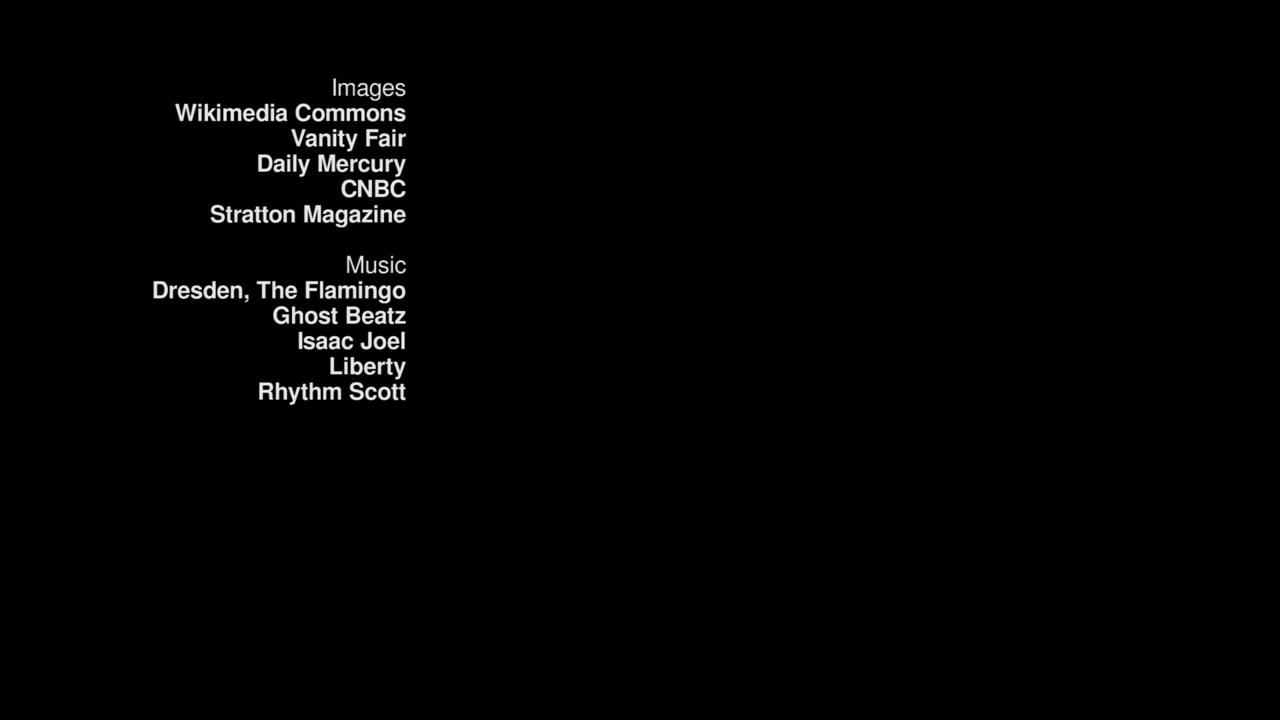 Images
Wikimedia Commons
Vanity Fair
Daily Mercury
CNBC
Stratton Magazine
Music
Dresden, The Flamingo
Ghost Beatz
Isaac Joel
Liberty
Rhythm Scott